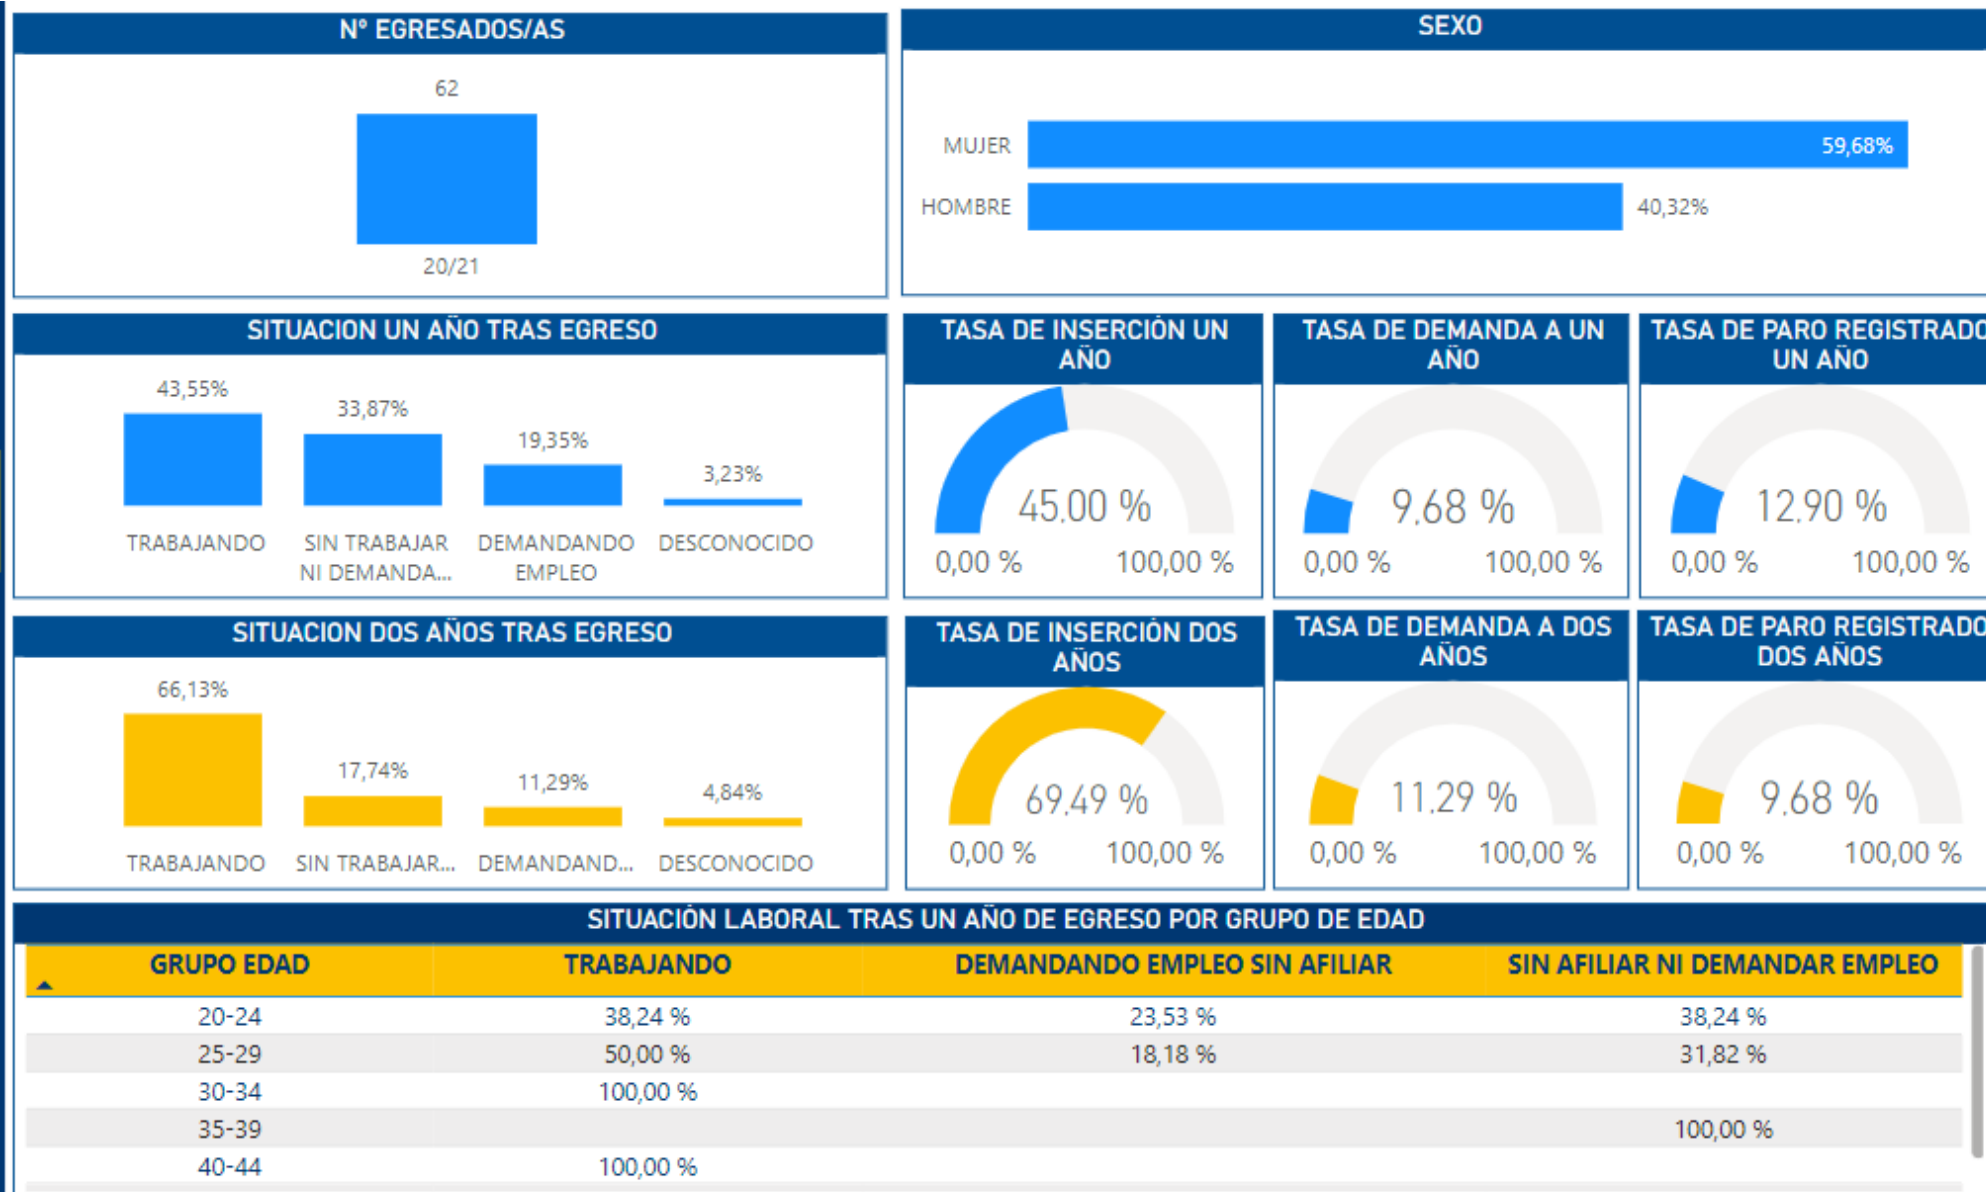 Nº EGRESADOS/AS
62
20/21
SEXO
MUJER
59,68%
HOMBRE
40,32%
SITUACION UN AÑO TRAS EGRESO
43,55%
33,87%
19,35%
3,23%
TRABAJANDO
SIN TRABAJAR
NI DEMANDA...
DEMANDANDO
EMPLEO
DESCONOCIDO
TASA DE INSERCIÓN UN
AÑO
45,00 %
0,00 %
100,00 %
TASA DE DEMANDA A UN
AÑO
9,68 %
0,00 %
100,00 %
TASA DE PARO REGISTRADO
UN AÑO
12,90 %
0,00 %
100,00 %
SITUACION DOS AÑOS TRAS EGRESO
66,13%
17,74%
11,29%
4,84%
TRABAJANDO
SIN TRABAJAR...
DEMANDAND...
DESCONOCIDO
TASA DE INSERCIÓN DOS
AÑOS
69,49 %
0,00 %
100,00 %
TASA DE DEMANDA A DOS
AÑOS
11,29 %
0,00 %
100,00 %
TASA DE PARO REGISTRADO
DOS AÑOS
9,68 %
0,00 %
100,00 %
SITUACIÓN LABORAL TRAS UN AÑO DE EGRESO POR GRUPO DE EDAD
GRUPO EDAD TRABAJANDO DEMANDANDO EMPLEO SIN AFILIAR SIN AFILIAR NI DEMANDAR EMPLEO
20-24 38,24 % 23,53 % 38,24 %
25-29 50,00 % 18,18 % 31,82 %
30-34 100,00 %
35-39 100,00 %
40-44 100,00 %